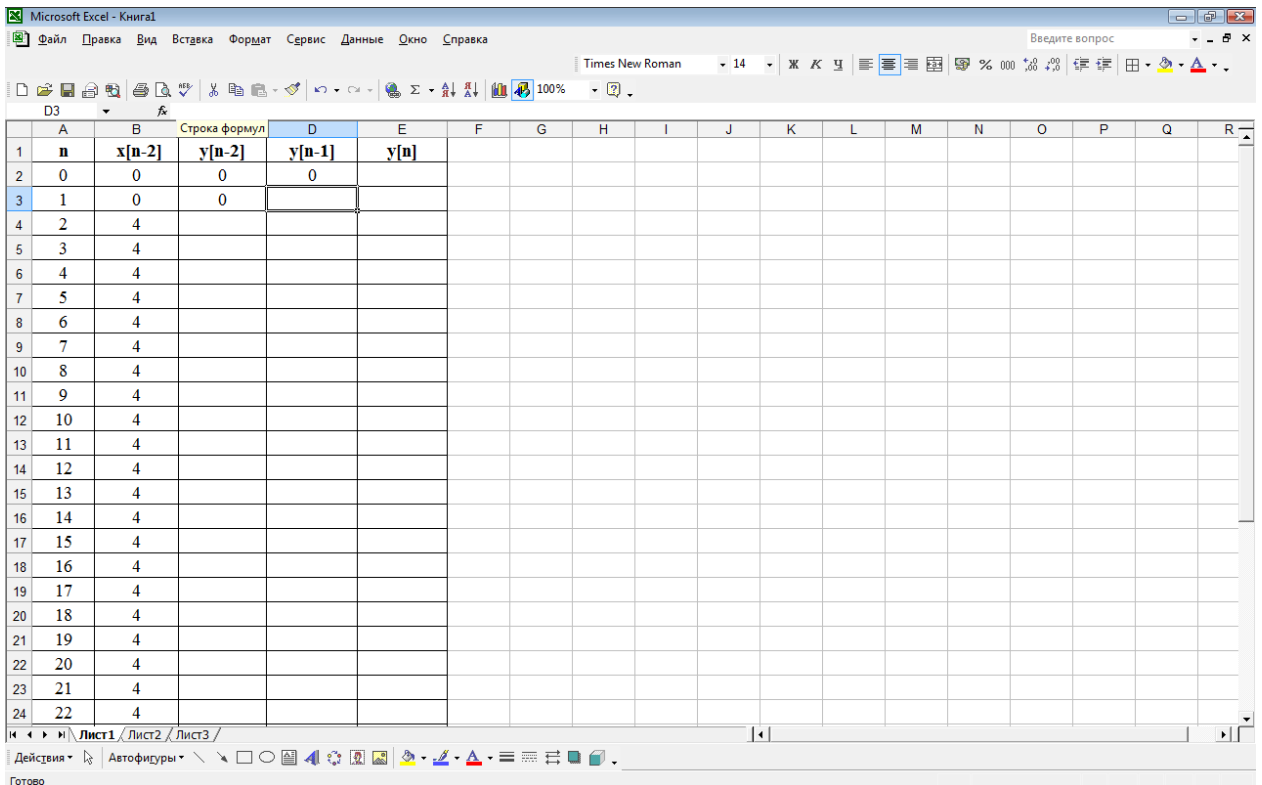 Microsoft Excel - Книга1
Файл Правка Вид Вставка Формат Сервис Данные Окно Справка Введите вопрос
Times New Roman 14 Ж К Ч % 000
100%
D3 fx
Строка формул
A B D E F G H I J K L M N O P Q R
1 n x[n-2] y[n-2] y[n-1] y[n]
2 0 0 0 0
3 1 0 0
4 2 4
5 3 4
6 4 4
7 5 4
8 6 4
9 7 4
10 8 4
11 9 4
12 10 4
13 11 4
14 12 4
15 13 4
16 14 4
17 15 4
18 16 4
19 17 4
20 18 4
21 19 4
22 20 4
23 21 4
24 22 4
Лист1 Лист2 Лист3
Действия Автофигуры
Готово